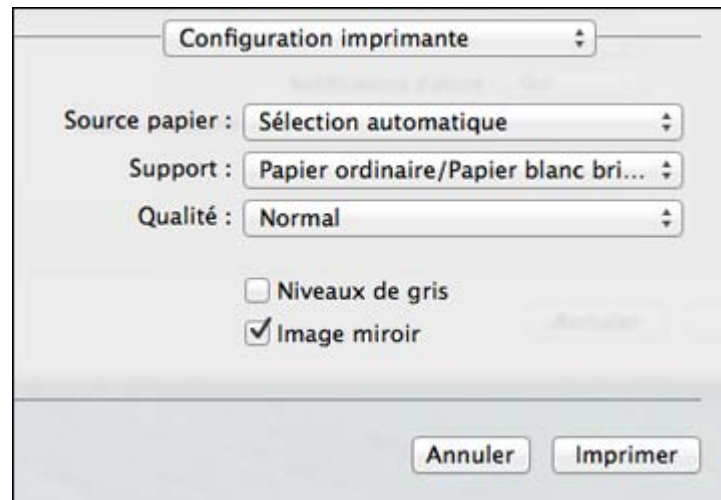 Configuration imprimante
Source papier : Sélection automatique
Support : Papier ordinaire/Papier blanc bri...
Qualité : Normal
Niveaux de gris
Image miroir
Annuler
Annuler Imprimer